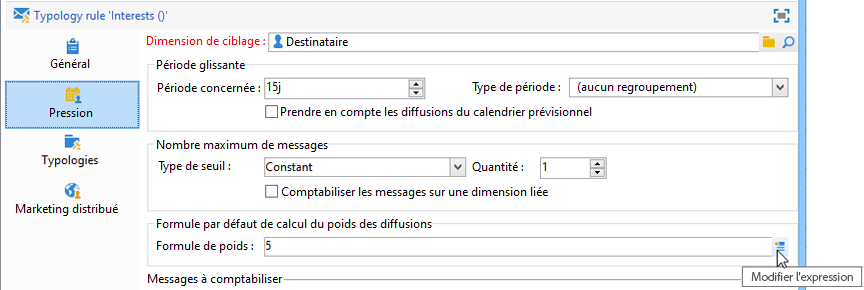 Typology rule 'Interests ()'
Général
Pression
Typologies
Marketing distribué
Dimension de ciblage : Destinataire
Période glissante
Période concernée : 15j Type de période : (aucun regroupement)
Prendre en compte les diffusions du calendrier prévisionnel
Nombre maximum de messages
Type de seuil : Constant Quantité : 1
Comptabiliser les messages sur une dimension liée
Formule par défaut de calcul du poids des diffusions
Formule de poids : 5
Modifier l'expression
Messages à comptabiliser